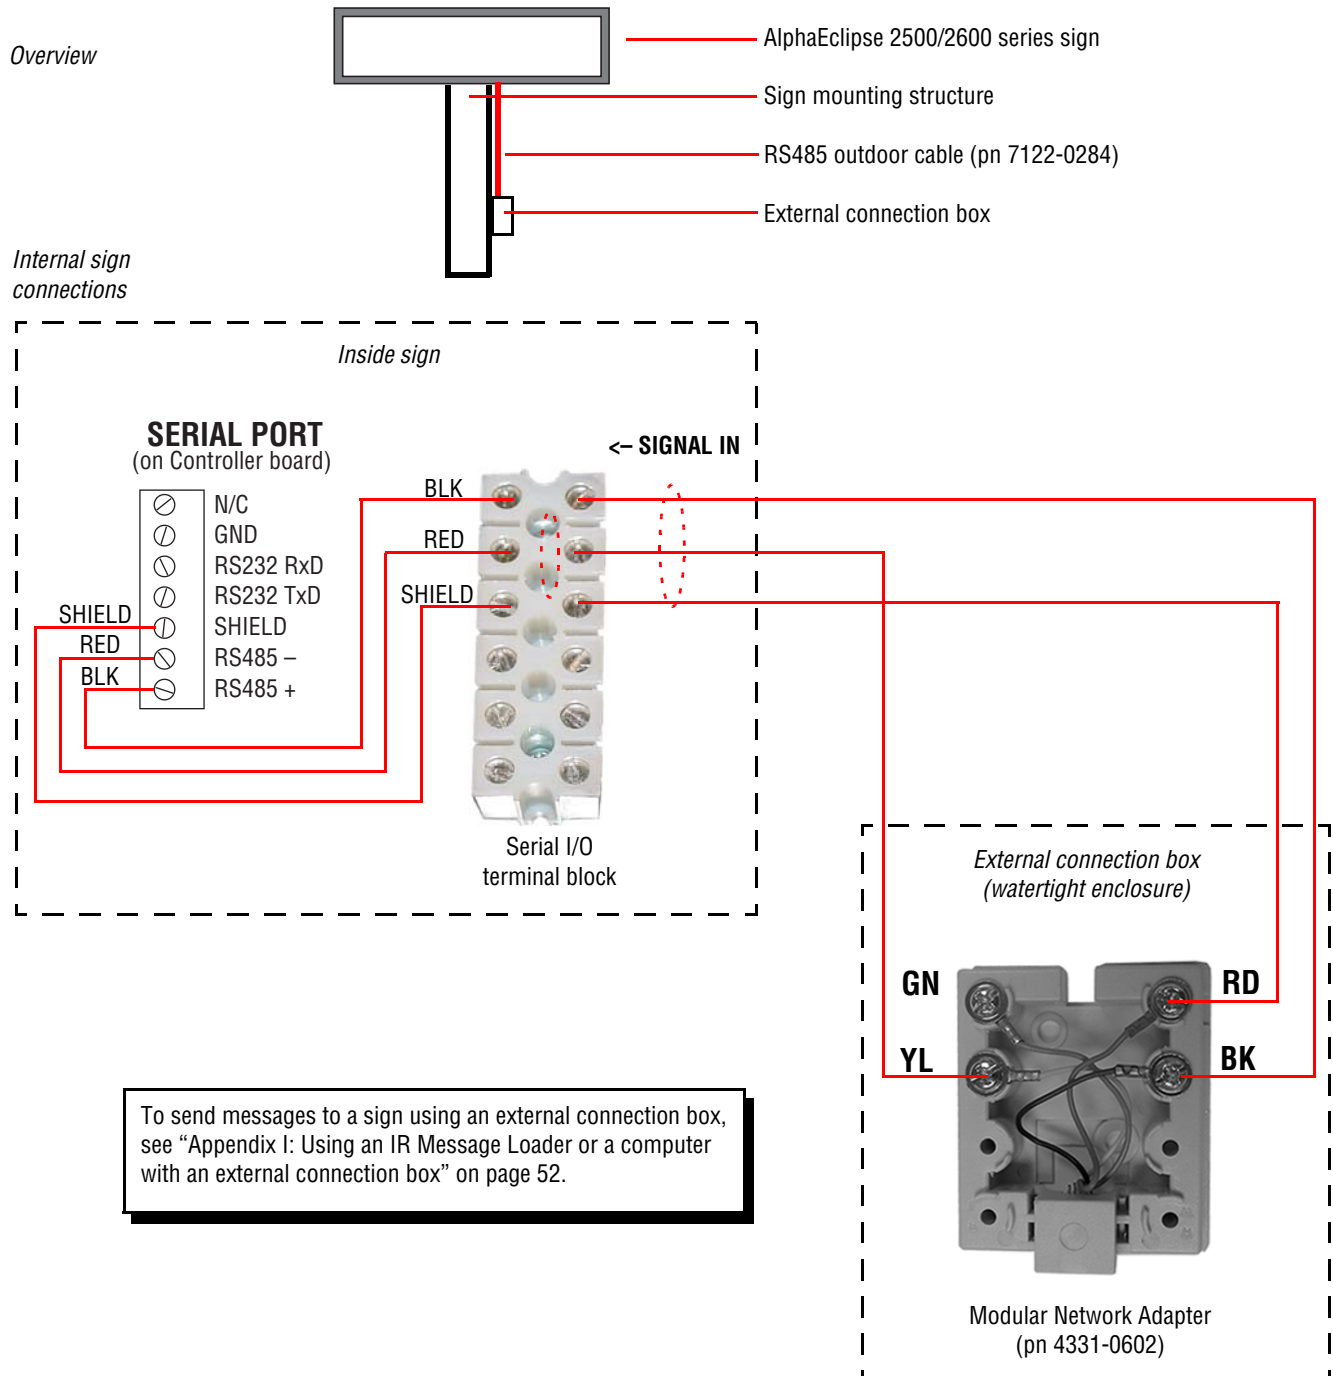 Overview
AlphaEclipse 2500/2600 series sign
Sign mounting structure
RS485 outdoor cable (pn 7122-0284)
External connection box
Internal sign
connections
Inside sign
SERIAL PORT
(on Controller board)
<– SIGNAL IN
N/C
GND
RS232 RxD
RS232 TxD
SHIELD
RS485 –
RS485 +
SHIELD
RED
BLK
BLK
RED
SHIELD
Serial I/O
terminal block
External connection box
(watertight enclosure)
GN
RD
YL
BK
Modular Network Adapter
(pn 4331-0602)
To send messages to a sign using an external connection box,
see “Appendix I: Using an IR Message Loader or a computer
with an external connection box” on page 52.